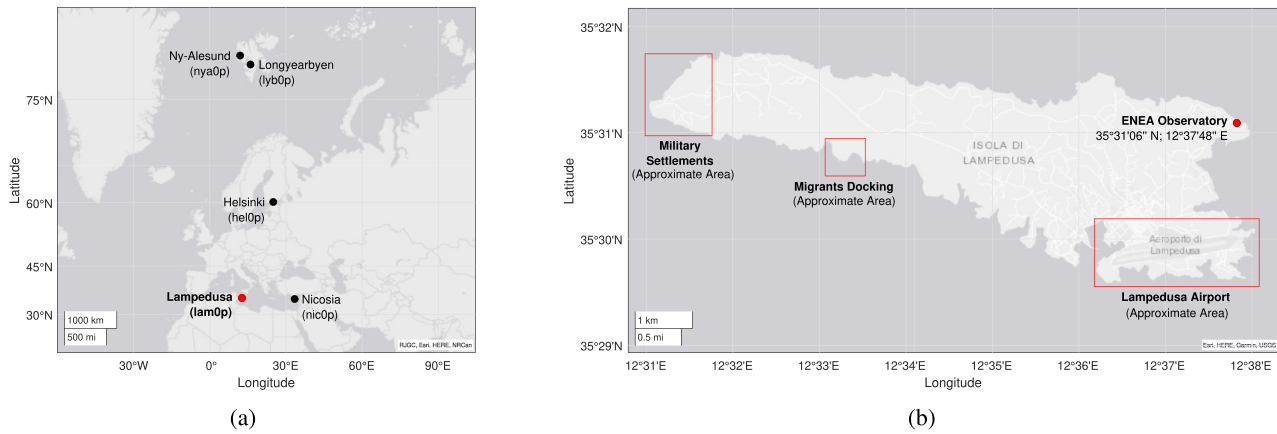 Ny-Alesund
(nya0p)
Longyearbyen
(lyb0p)
75°N
Latitude
60°N
Helsinki
(hel0p)
45°N
Lampedusa
(lam0p)
Nicosia
(nic0p)
30°N
1000 km
500 mi
FUGC, Esri, HERE, NRCan
30°W
0°
30°E
60°E
90°E
Longitude
(a)
35°32'N
35°31'N
35°30'N
35°29'N
Latitude
Military
Settlements
(Approximate Area)
Migrants Docking
(Approximate Area)
ISOLA DI
LAMPEDUSA
ENEA Observatory
35°31'06" N; 12°37'48" E
Aeroporto di
Lampedusa
Lampedusa Airport
(Approximate Area)
1 km
0.5 mi
Esri, HERE, Garmin, USGS
12°31'E
12°32'E
12°33'E
12°34'E
12°35'E
12°36'E
12°37'E
12°38'E
Longitude
(b)